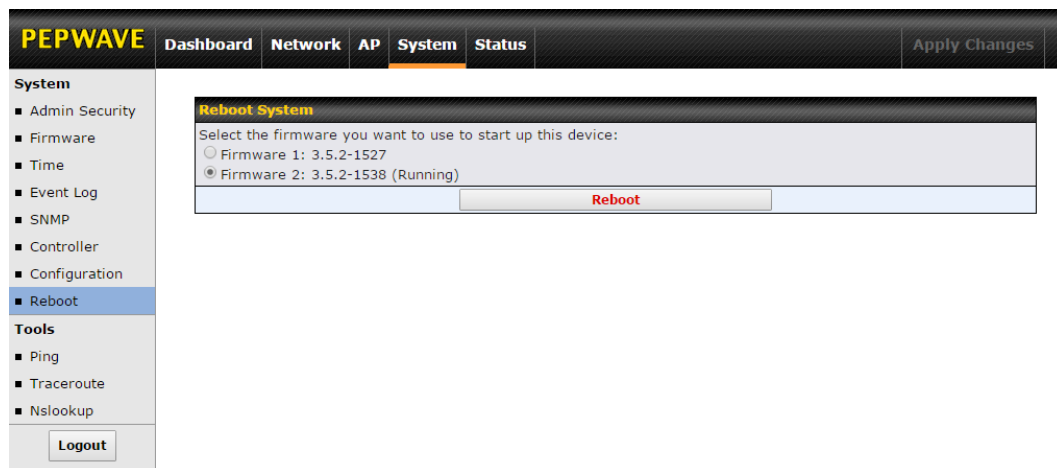 PEPWAVE
Dashboard Network AP System Status Apply Changes
System
Admin Security
Firmware
Time
Event Log
SNMP
Controller
Configuration
Reboot
Tools
Ping
Traceroute
Nslookup
Logout
Reboot System
Select the firmware you want to use to start up this device:
Firmware 1: 3.5.2-1527
Firmware 2: 3.5.2-1538 (Running)
Reboot